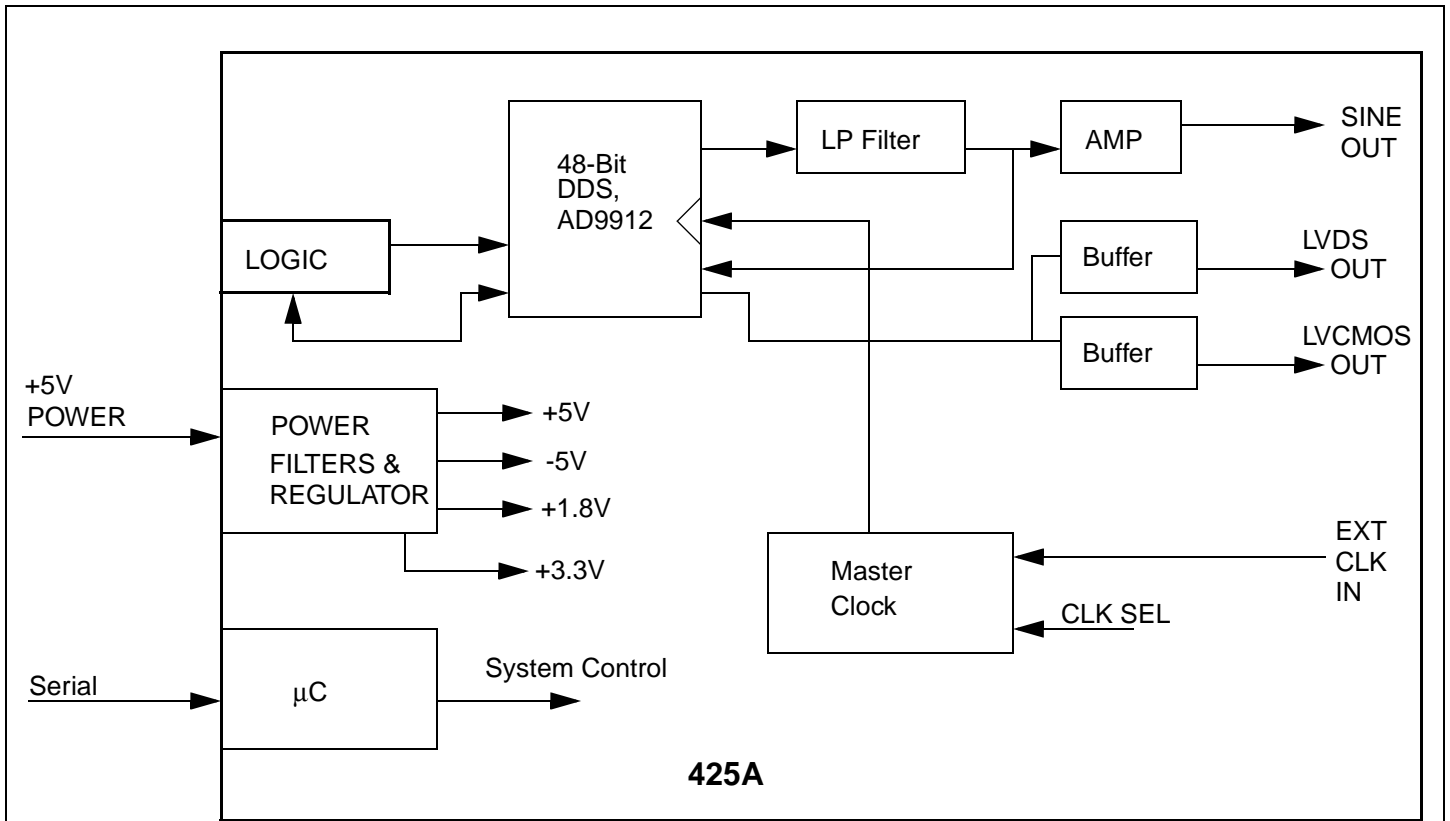 48-Bit
DDS,
AD9912
LP Filter
AMP
SINE
OUT
LOGIC
Buffer
LVDS
OUT
Buffer
LVCMOS
OUT
+5V
POWER
POWER
FILTERS &
REGULATOR
+5V
-5V
+1.8V
+3.3V
Master
Clock
EXT
CLK
IN
CLK SEL
Serial
µC
System Control
425A